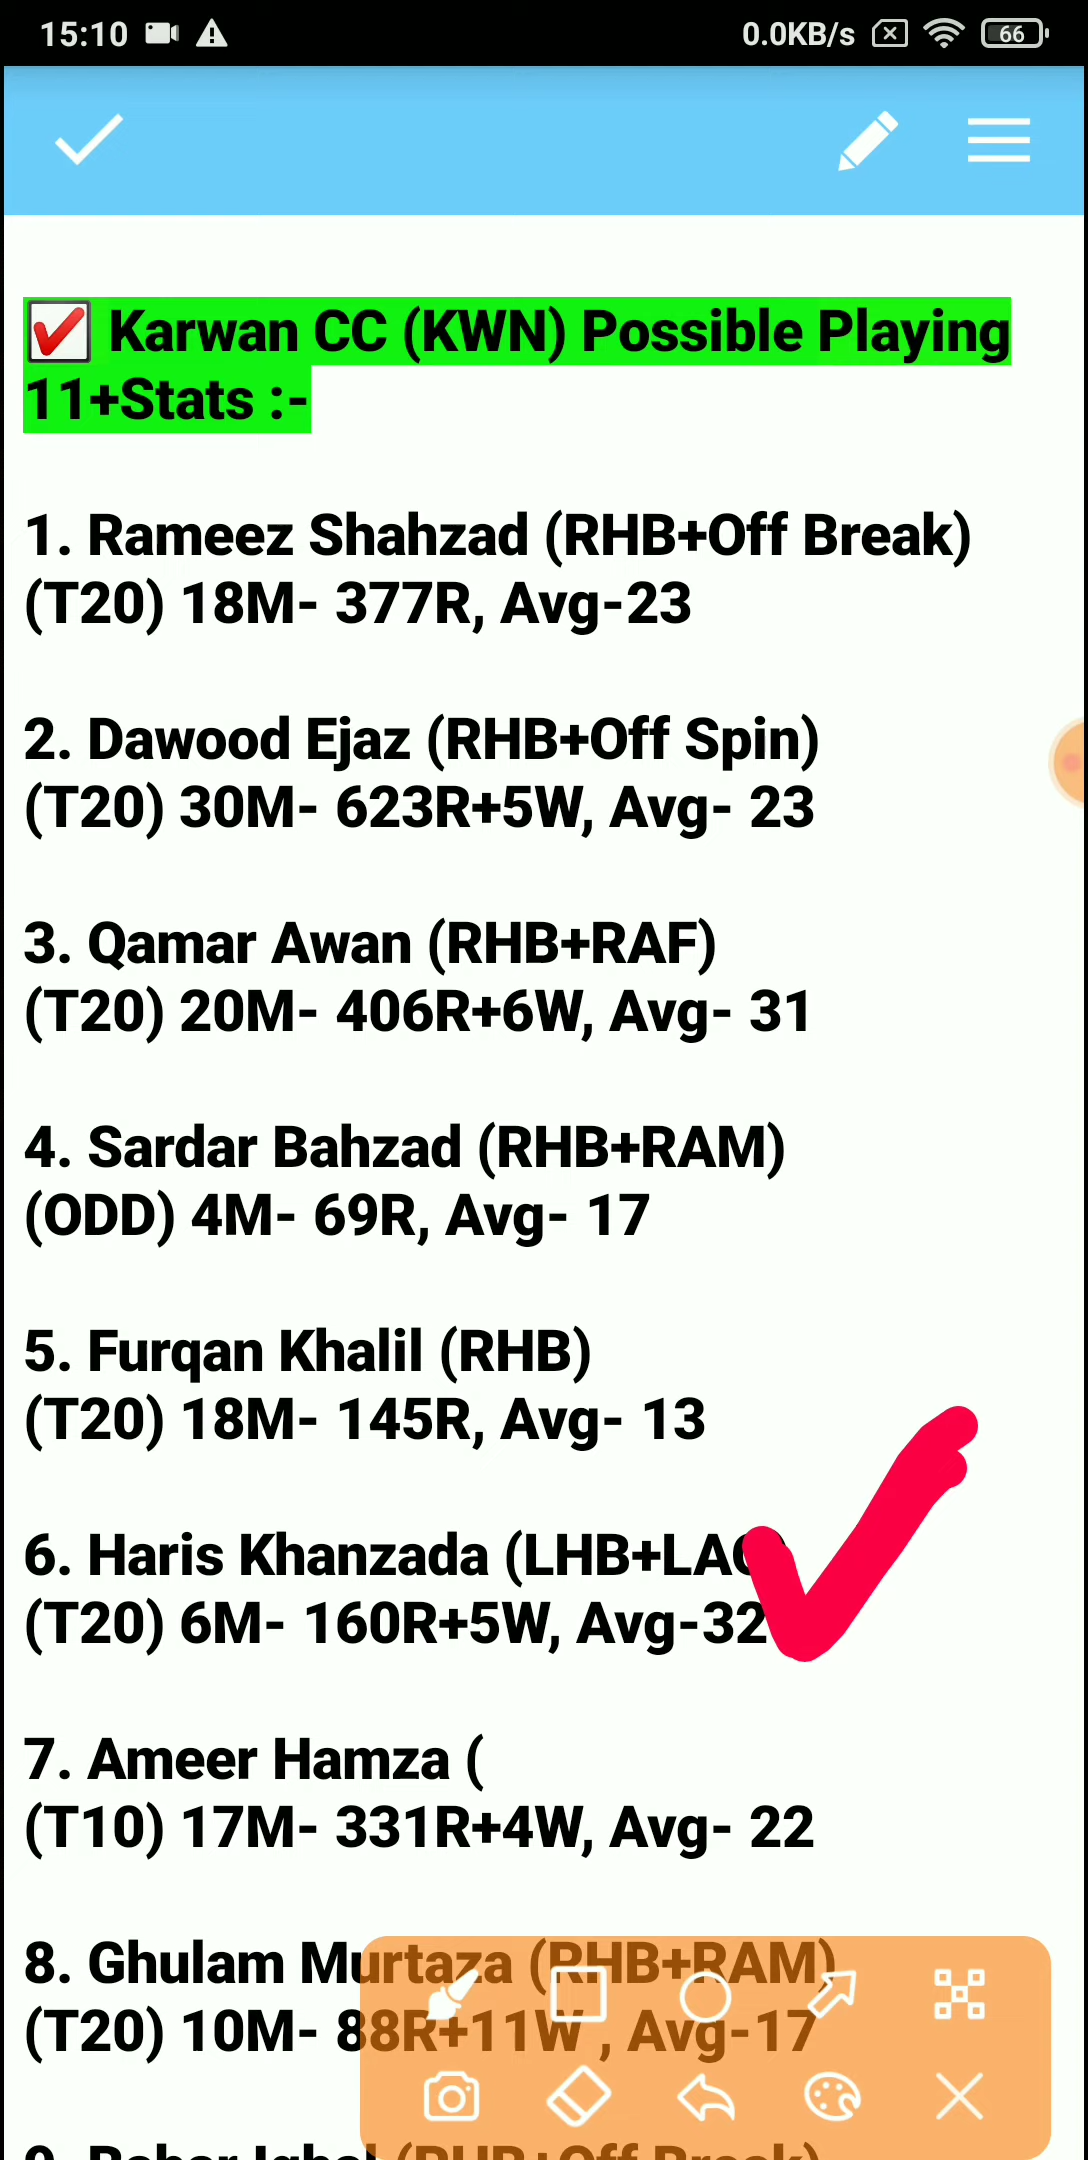 15:10
0.0KB/s
66
Karwan CC (KWN) Possible Playing
11+Stats :-
1. Rameez Shahzad (RHB+Off Break)
(T20) 18M- 377R, Avg-23
2. Dawood Ejaz (RHB+Off Spin)
(T20) 30M- 623R+5W, Avg- 23
3. Qamar Awan (RHB+RAF)
(T20) 20M- 406R+6W, Avg- 31
4. Sardar Bahzad (RHB+RAM)
(ODD) 4M- 69R, Avg- 17
5. Furqan Khalil (RHB)
(T20) 18M- 145R, Avg- 13
6. Haris Khanzada
(T20) 6M- 160R+5W, Avg-32
7. Ameer Hamza (
(T10) 17M- 331R+4W, Avg- 22
8. Ghulam Murtaza (RHB+RAM)
(T20) 10M- 88R+11W , Avg-17
(RHB+Off Break)